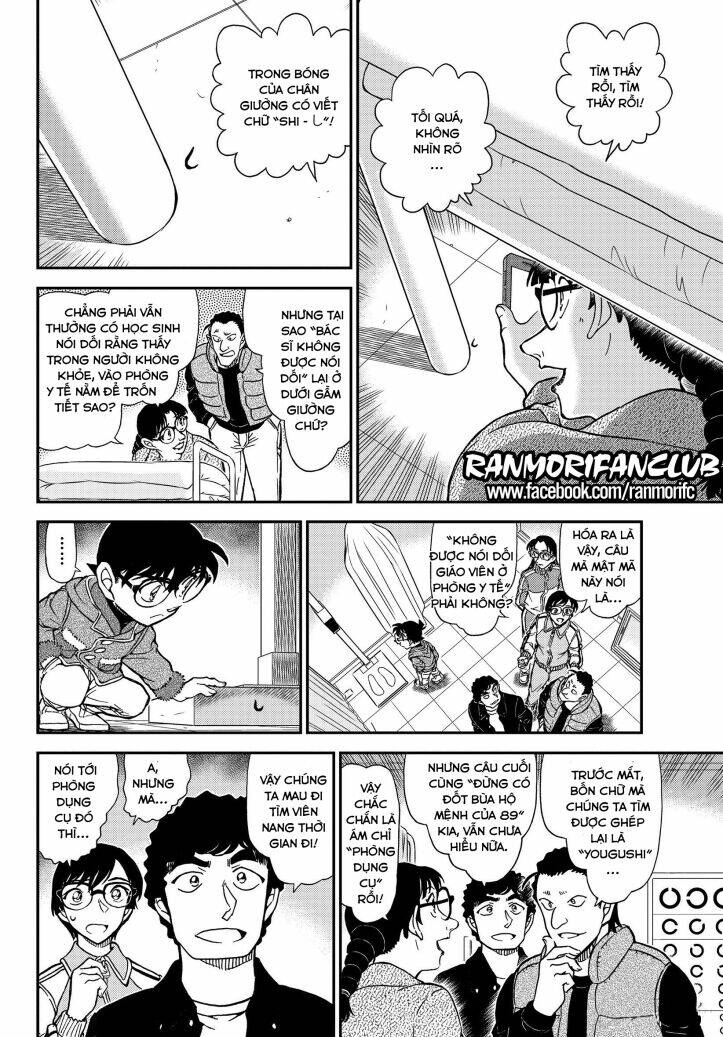 TÌM THẤY
RỒI, TÌM
THẤY RỒI!
TỐI QUÁ,
KHÔNG
NHÌN RÕ
...
TRONG BÓNG
CỦA CHÂN
GIƯỜNG CÓ VIẾT
CHỮ "SHI - し"!
RANMORIFANCLUB
www.facebook.com/ranmorifc
NHƯNG TẠI
SAO "BÁC
SĨ KHÔNG
ĐƯỢC NÓI
DỐI" LẠI Ở
DƯỚI GẦM
GIƯỜNG
CHỨ?
CHẲNG PHẢI VẪN
THƯỜNG CÓ HỌC SINH
NÓI DỐI RẰNG THẤY
TRONG NGƯỜI KHÔNG
KHỎE, VÀO PHÒNG
Y TẾ NẰM ĐỂ TRỐN
TIẾT SAO?
HÓA RA LÀ
VẬY, CÂU
MÃ MẬT MÃ
NÀY NÓI
LÀ...
"KHÔNG
ĐƯỢC NÓI DỐI
GIÁO VIÊN Ở
PHÒNG Y TẾ"
PHẢI KHÔNG?
......
TRƯỚC MẮT,
BỐN CHỮ MÀ
CHÚNG TA TÌM
ĐƯỢC GHÉP
LẠI LÀ
"YOUGUSHI"
...
NHƯNG CÂU CUỐI
CÙNG "ĐỪNG CÓ
ĐỐT BÙA HỘ
MỆNH CỦA 89"
KIA, VẪN CHƯA
HIỂU NỮA.
VẬY CHẮC
CHẮN LÀ
ÁM CHỈ
"PHÒNG
DỤNG
CỤ"
RỒI!
VẬY CHÚNG TA
MAU ĐI
TÌM VIÊN
NANG THỜI
GIAN ĐI!
A,
NHƯNG
MÀ...
NÓI TỚI
PHÒNG
DỤNG
CỤ ĐÓ
THÌ...